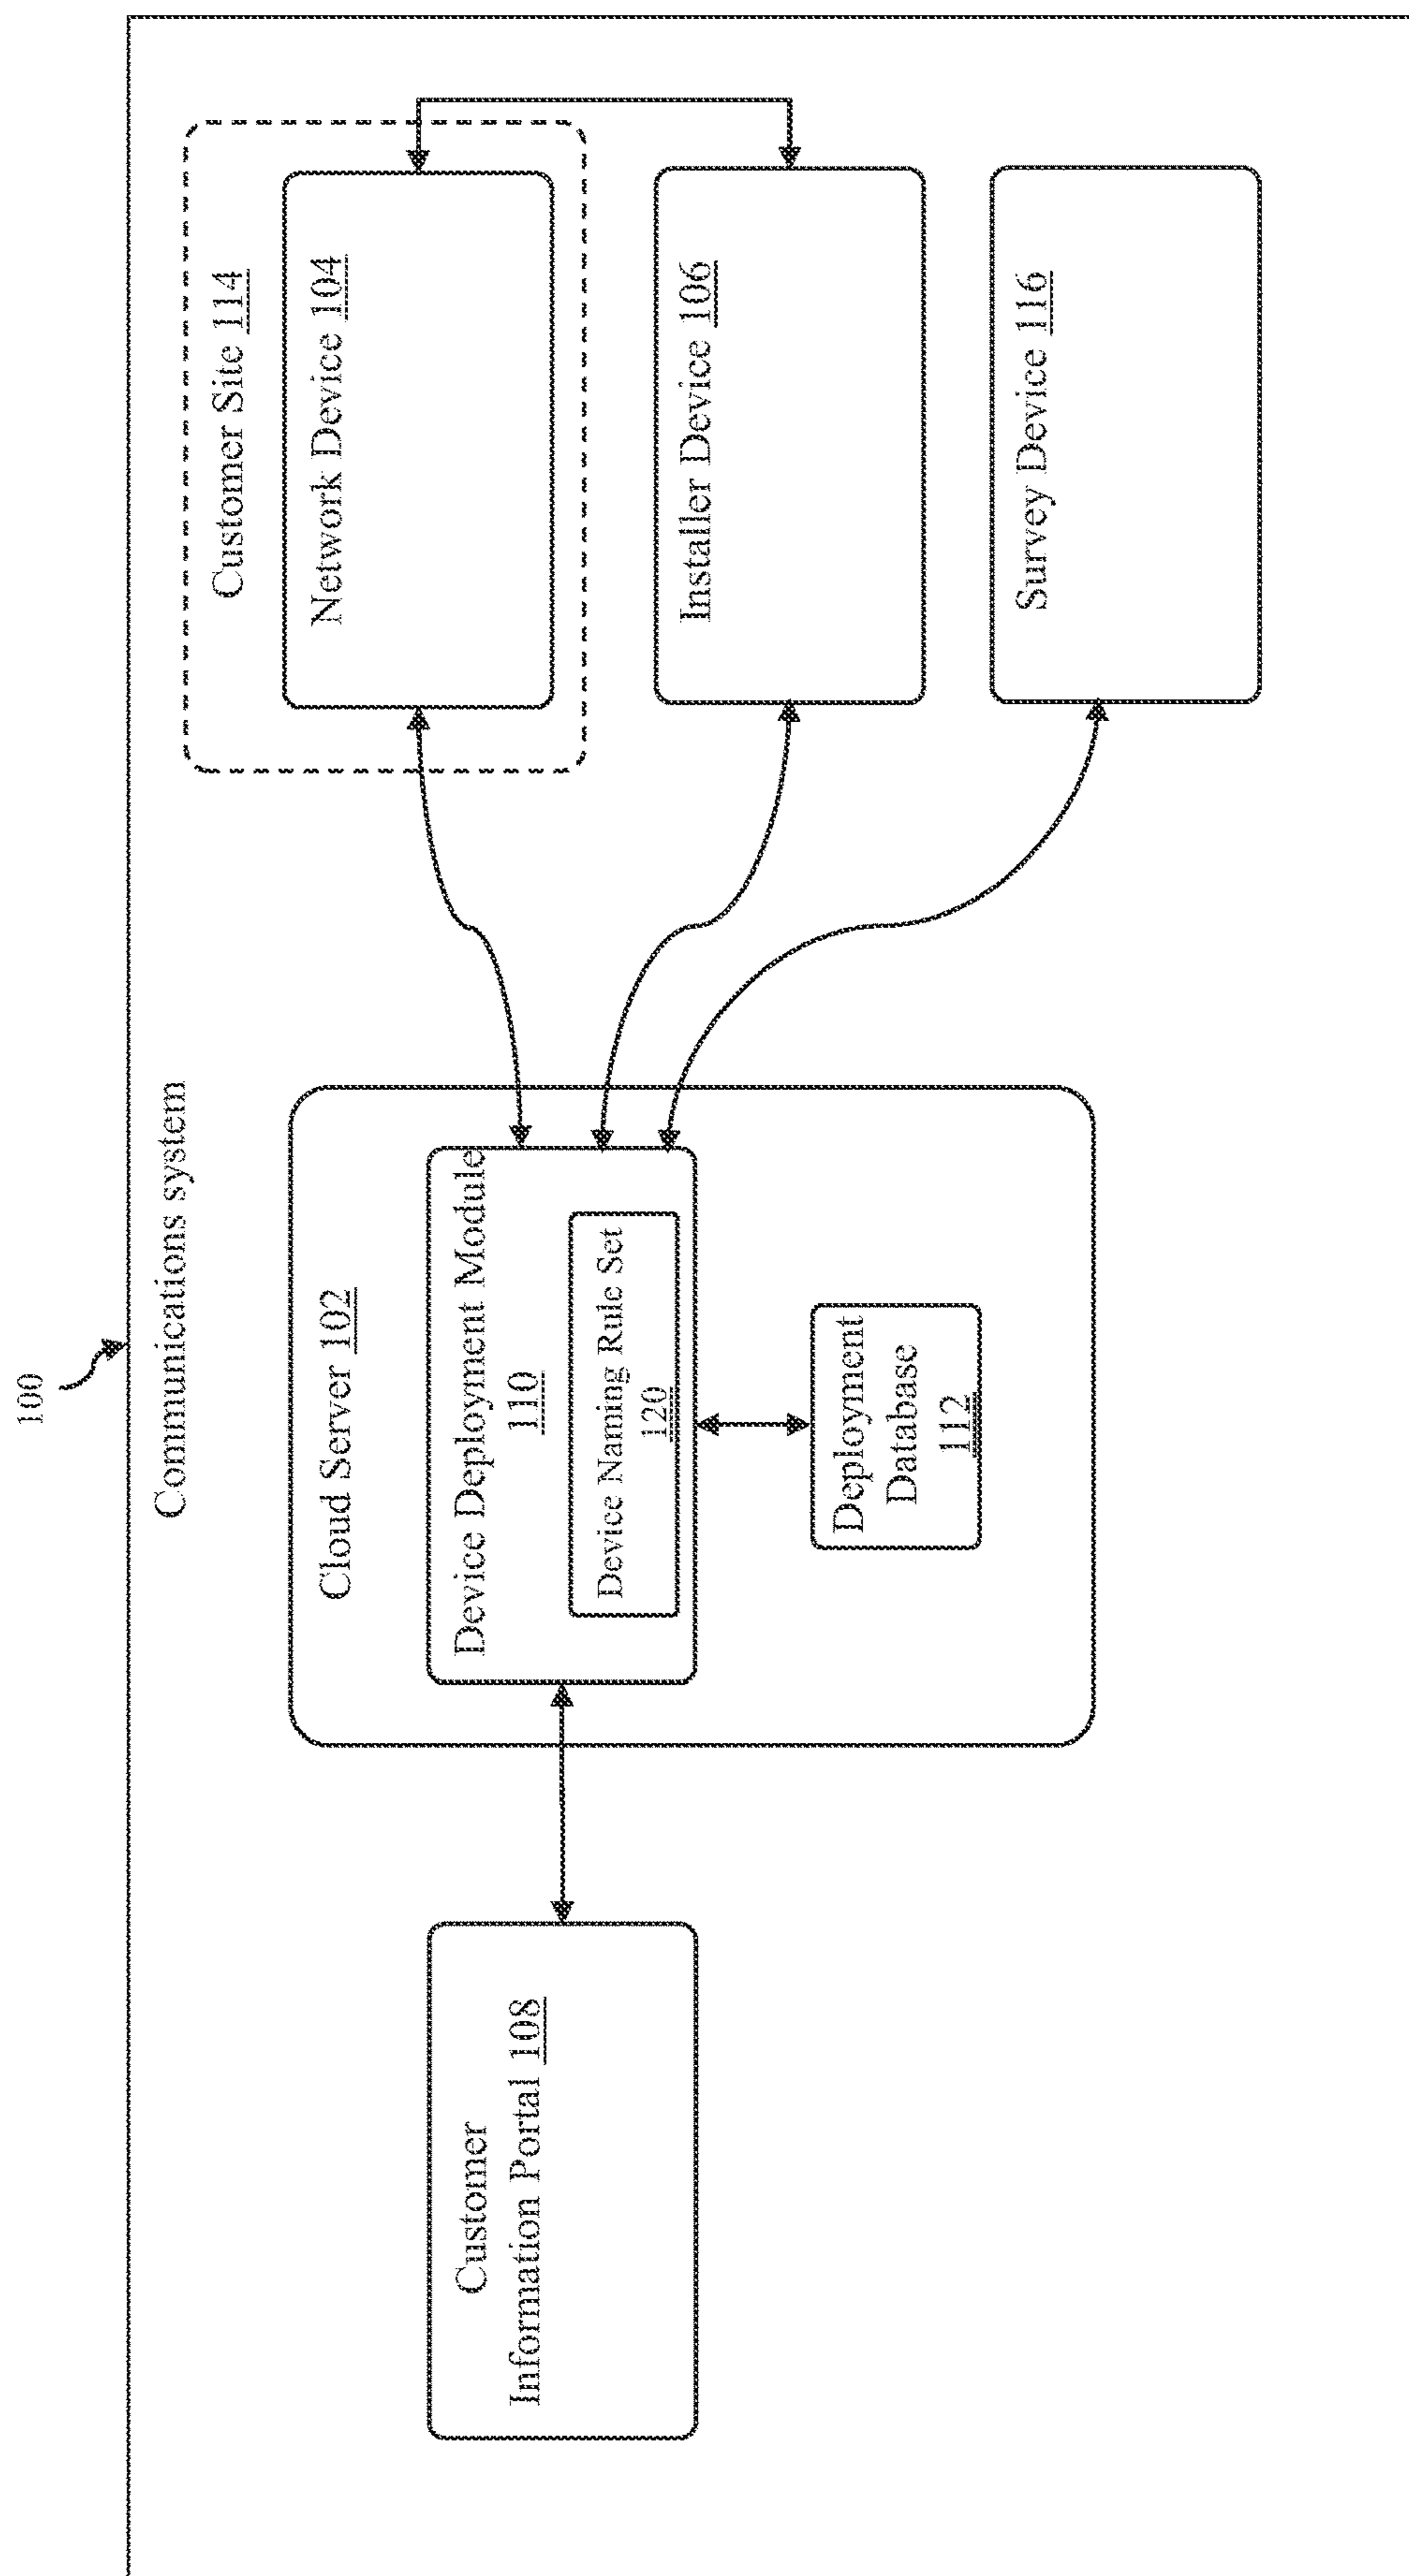 100
Communications system
Customer
Information Portal 108
Cloud Server 102
Device Deployment Module
110
Device Naming Rule Set
120
Deployment
Database
112
Customer Site 114
Network Device 104
Installer Device 106
Survey Device 116